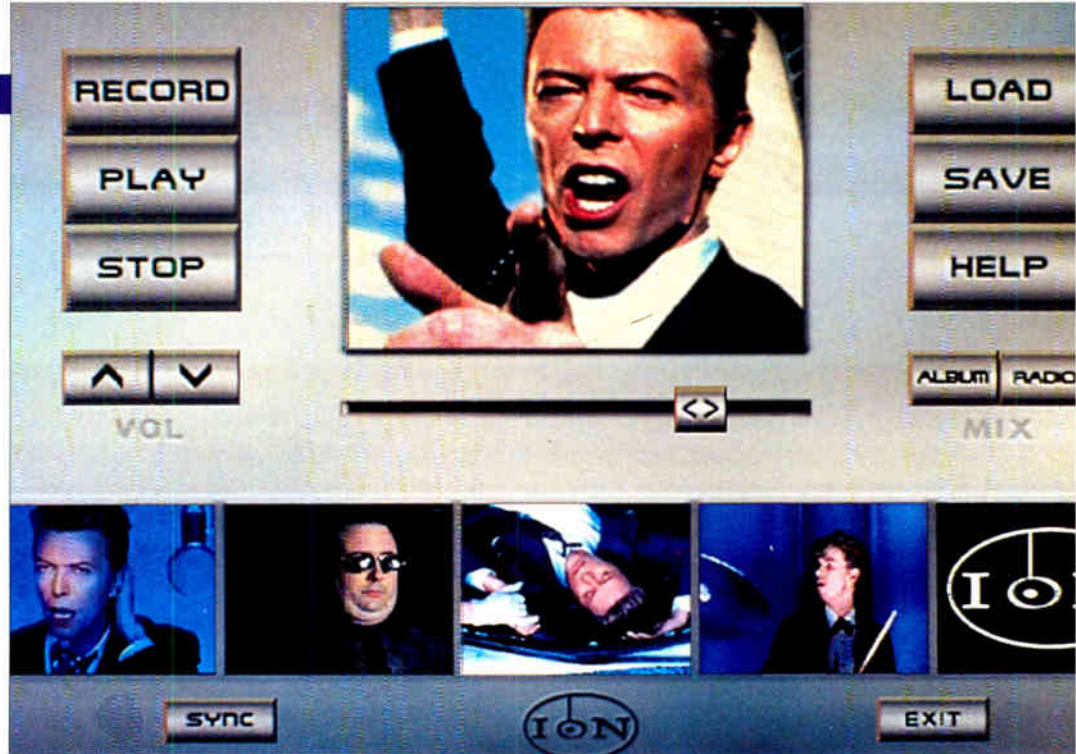 RECORD
PLAY
STOP
VOL
LOAD
SAVE
HELP
ALBUM RADIO
MIX
I
SYNC
ION
EXIT